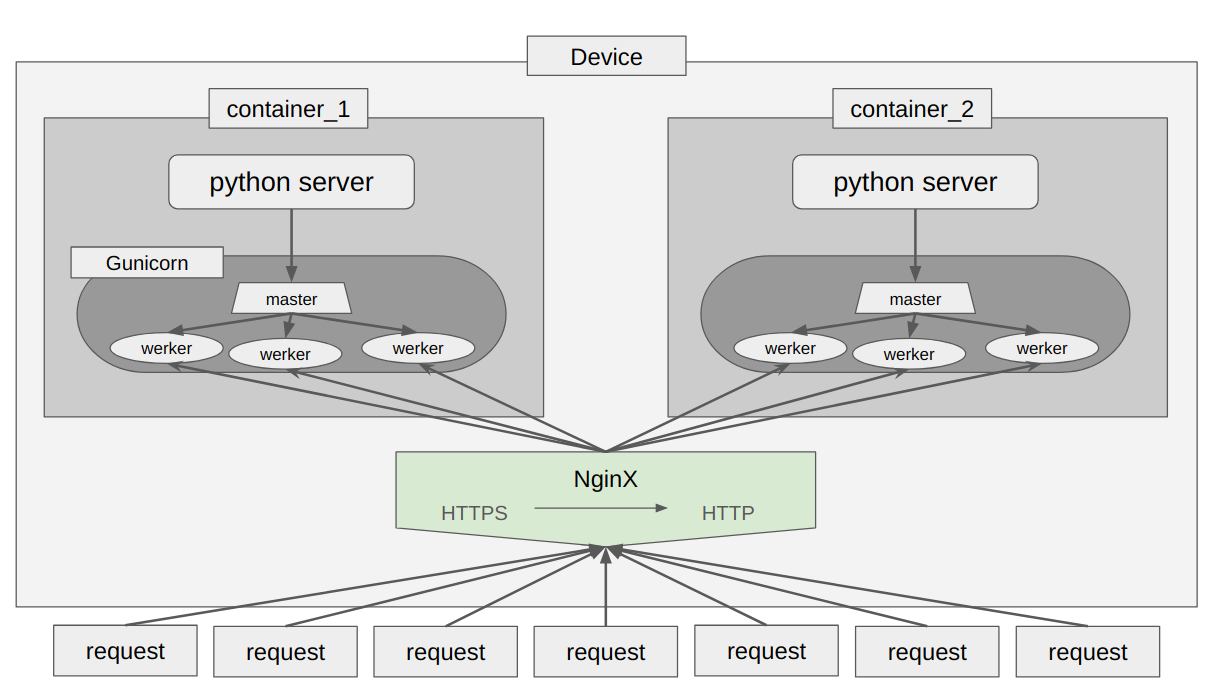 Device
container_1
container_2
python server
python server
Gunicorn
master
master
werker
werker
werker
werker
werker
werker
NginX
HTTPS
HTTP
request
request
request
request
request
request
request